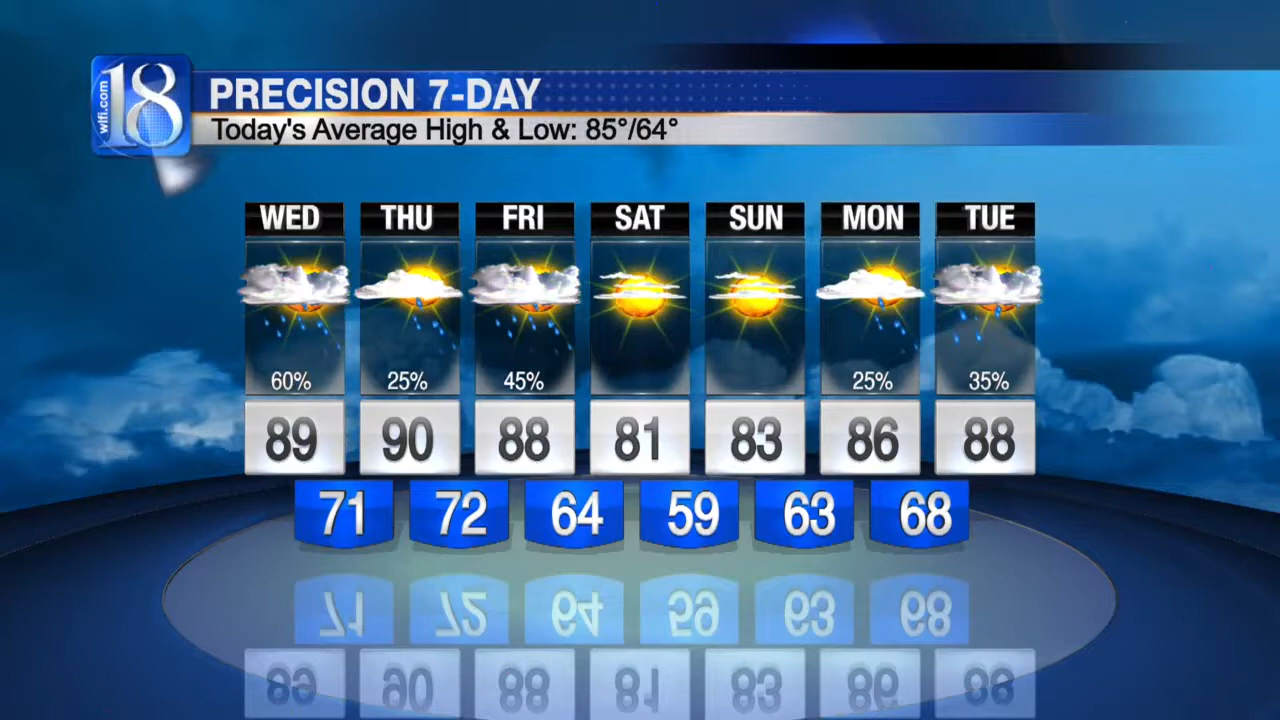 wlfi.com
18
PRECISION 7-DAY
Today's Average High & Low: 85°/64°
WED THU FRI SAT SUN MON TUE
60% 25% 45% 25% 35%
89 90 88 81 83 86 88
71 72 64 59 63 68